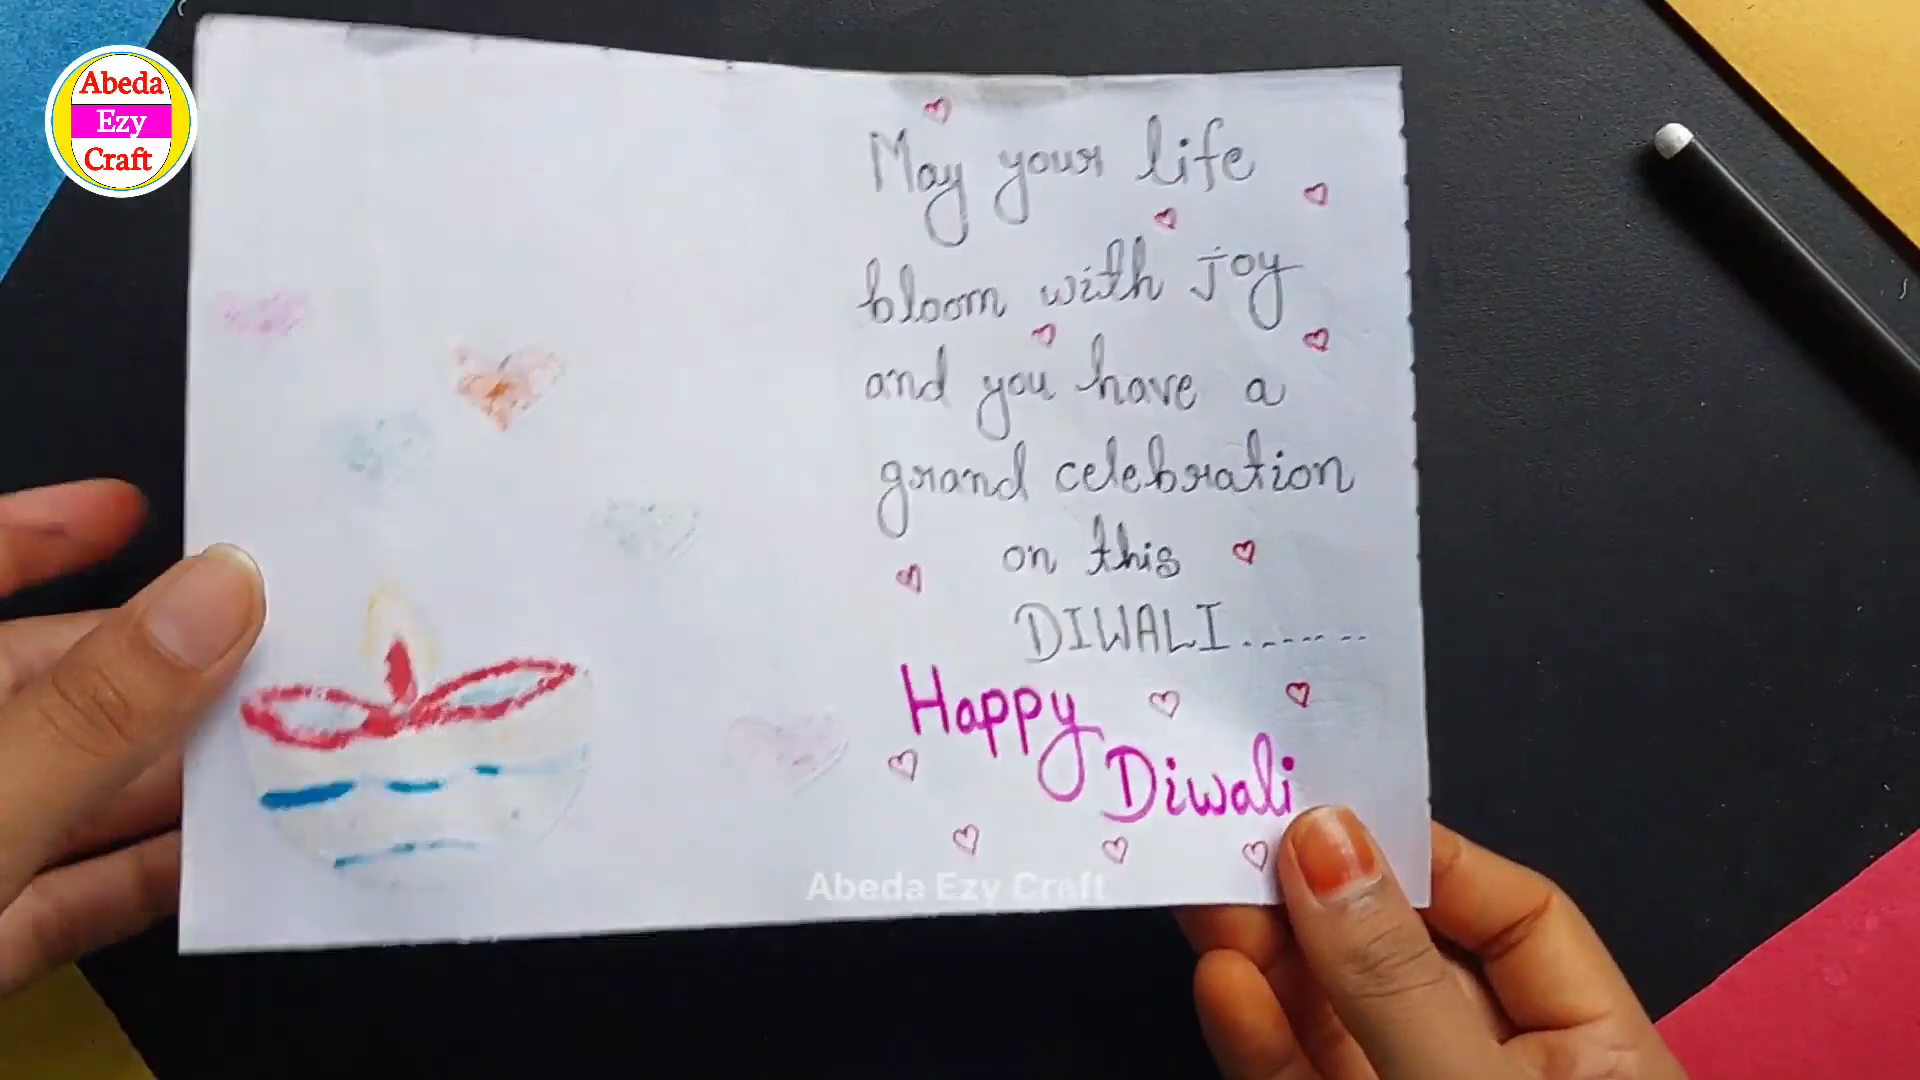 Abeda
Ezy
Craft
May your life
bloom with joy
and you have a
grand celebration
on this
DIWALI.......
Happy
Diwali
Abeda Ezy Craft